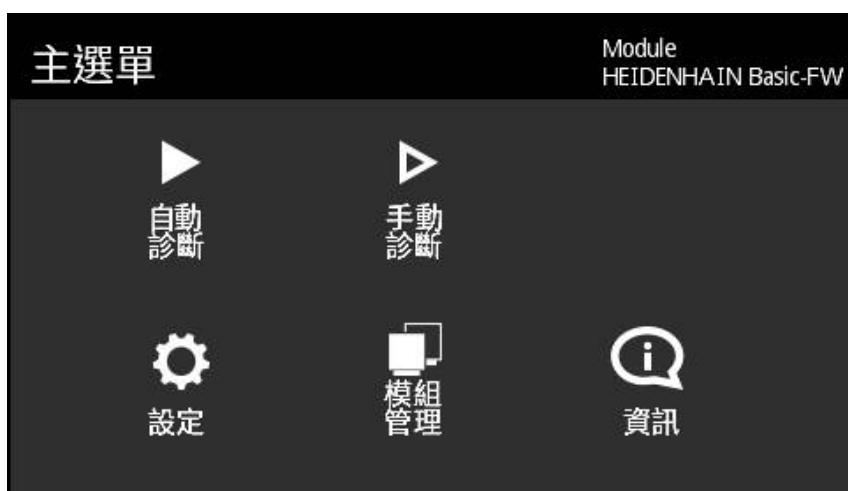 主選單
Module
HEIDENHAIN Basic-FW
自動
診斷
手動
診斷
設定
模組
管理
資訊